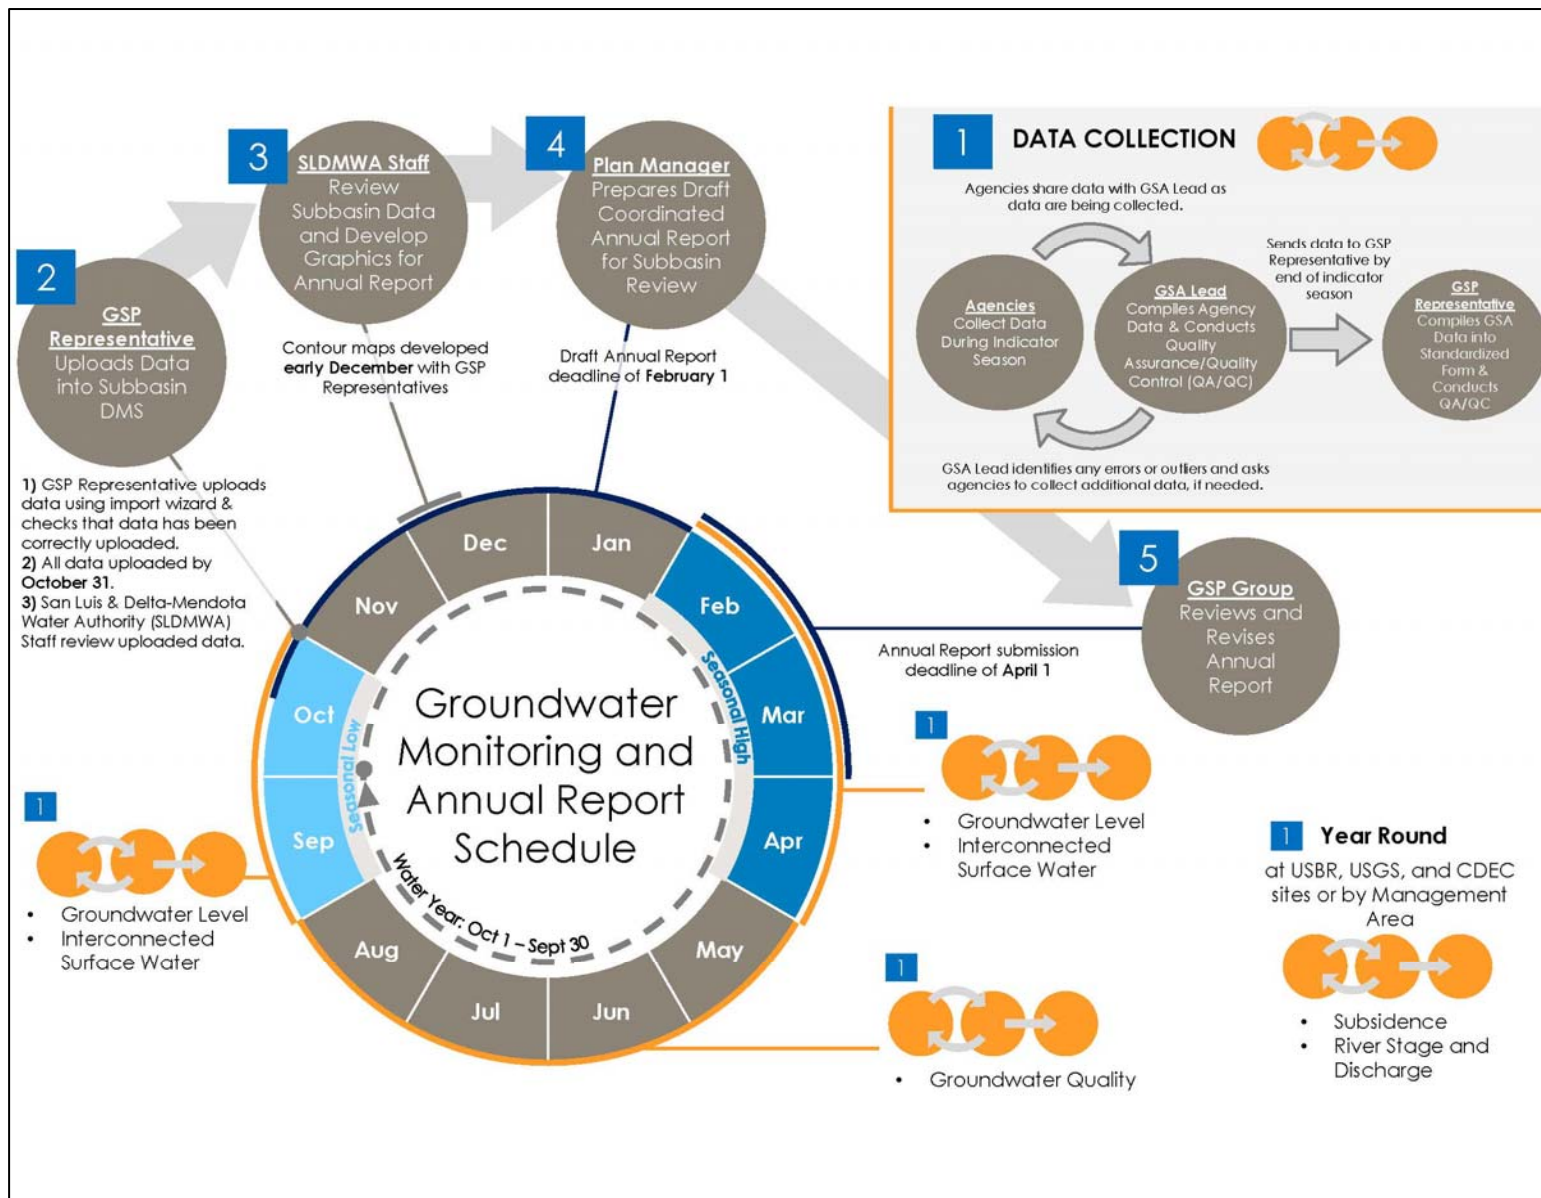 3
SLDMWA Staff
Review
Subbasin Data
and Develop
Graphics for
Annual Report
4
Plan Manager
Prepares Draft
Coordinated
Annual Report
for Subbasin
Review
1
DATA COLLECTION
Agencies share data with GSA Lead as
data are being collected.
Sends data to GSP
Representative by
end of indicator
season
Agencies
Collect Data
During Indicator
Season
GSA Lead
Compiles Agency
Data & Conducts
Quality
Assurance/Quality
Control (QA/QC)
GSP
Representative
Compiles GSA
Data into
Standardized
Form &
Conducts
QA/QC
GSA Lead identifies any errors or outliers and asks
agencies to collect additional data, if needed.
2
GSP
Representative
Uploads Data
into Subbasin
DMS
Contour maps developed
early December with GSP
Representatives
Draft Annual Report
deadline of February 1
1) GSP Representative uploads
data using import wizard &
checks that data has been
correctly uploaded.
2) All data uploaded by
October 31.
3) San Luis & Delta-Mendota
Water Authority (SLDMWA)
Staff review uploaded data.
5
GSP Group
Reviews and
Revises
Annual
Report
Annual Report submission
deadline of April 1
Dec
Jan
Nov
Feb
Oct
Mar
Sep
Apr
Aug
May
Jul
Jun
Seasonal Low
Seasonal High
Groundwater
Monitoring and
Annual Report
Schedule
Water Year: Oct 1 – Sept 30
1
• Groundwater Level
• Interconnected
Surface Water
1
• Groundwater Level
• Interconnected
Surface Water
1
• Groundwater Quality
1
Year Round
at USBR, USGS, and CDEC
sites or by Management
Area
• Subsidence
• River Stage and
Discharge